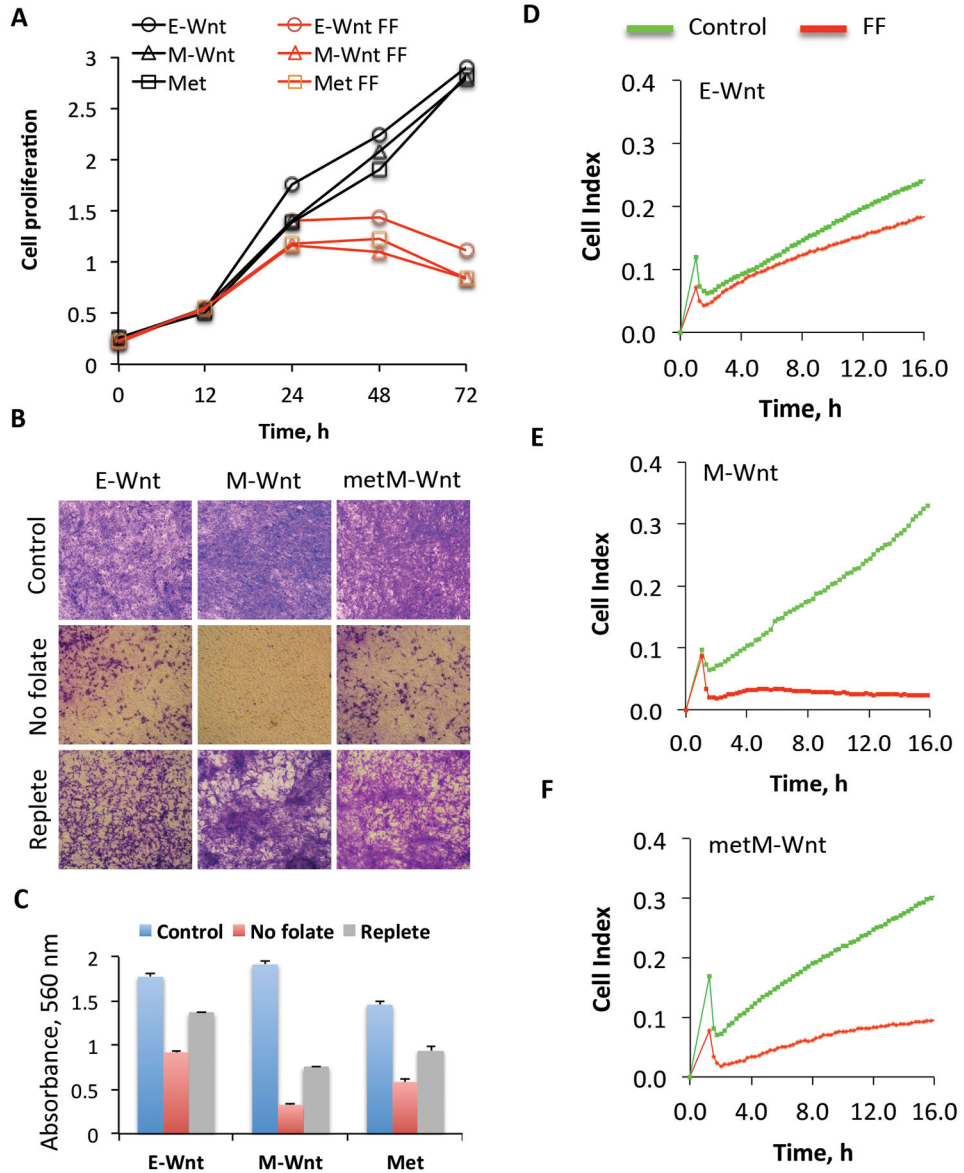 A
E-Wnt
E-Wnt FF
M-Wnt
M-Wnt FF
Met
Met FF
3
2.5
2
1.5
1
0.5
0
Cell proliferation
0 12 24 48 72
Time, h
B
E-Wnt M-Wnt metM-Wnt
Control
No folate
Replete
C
Control No folate Replete
Absorbance, 560 nm
2
1.5
1
0.5
0
E-Wnt M-Wnt Met
D
Control FF
E-Wnt
0.4
0.3
0.2
0.1
0.0
Cell Index
0.0 4.0 8.0 12.0 16.0
Time, h
E
M-Wnt
0.4
0.3
0.2
0.1
0.0
Cell Index
0.0 4.0 8.0 12.0 16.0
Time, h
F
metM-Wnt
0.4
0.3
0.2
0.1
0.0
Cell Index
0.0 4.0 8.0 12.0 16.0
Time, h